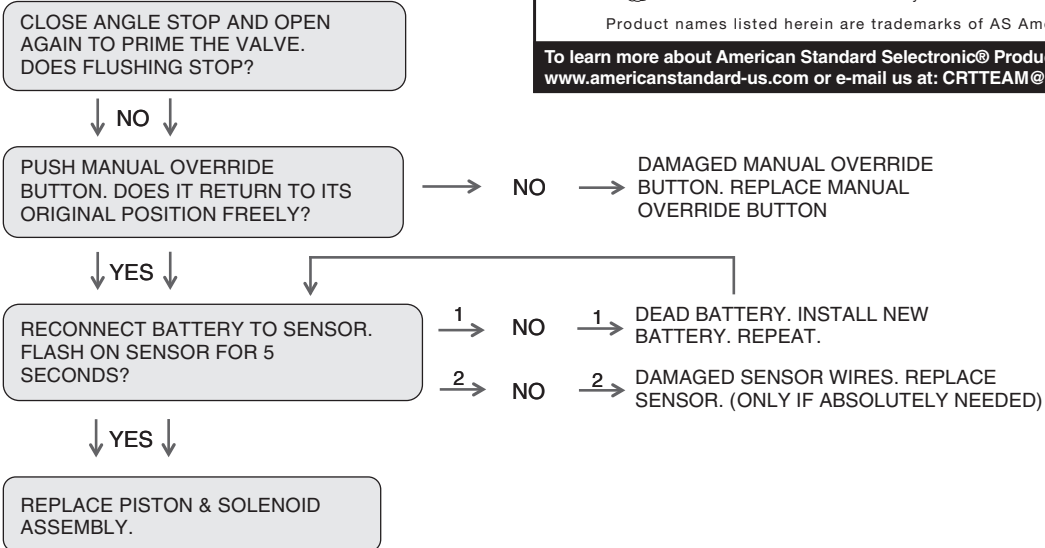 CLOSE ANGLE STOP AND OPEN
AGAIN TO PRIME THE VALVE.
DOES FLUSHING STOP?
Product names listed herein are trademarks of AS
To learn more about American Standard Selectronic®
www.americanstandard-us.com or e-mail us at: CRTTEAM@
NO
PUSH MANUAL OVERRIDE
BUTTON. DOES IT RETURN TO ITS
ORIGINAL POSITION FREELY?
NO
DAMAGED MANUAL OVERRIDE
BUTTON. REPLACE MANUAL
OVERRIDE BUTTON
YES
RECONNECT BATTERY TO SENSOR.
FLASH ON SENSOR FOR 5
SECONDS?
1
NO
1
DEAD BATTERY. INSTALL NEW
BATTERY. REPEAT.
2
NO
2
DAMAGED SENSOR WIRES. REPLACE
SENSOR. (ONLY IF ABSOLUTELY NEEDED)
YES
REPLACE PISTON & SOLENOID
ASSEMBLY.